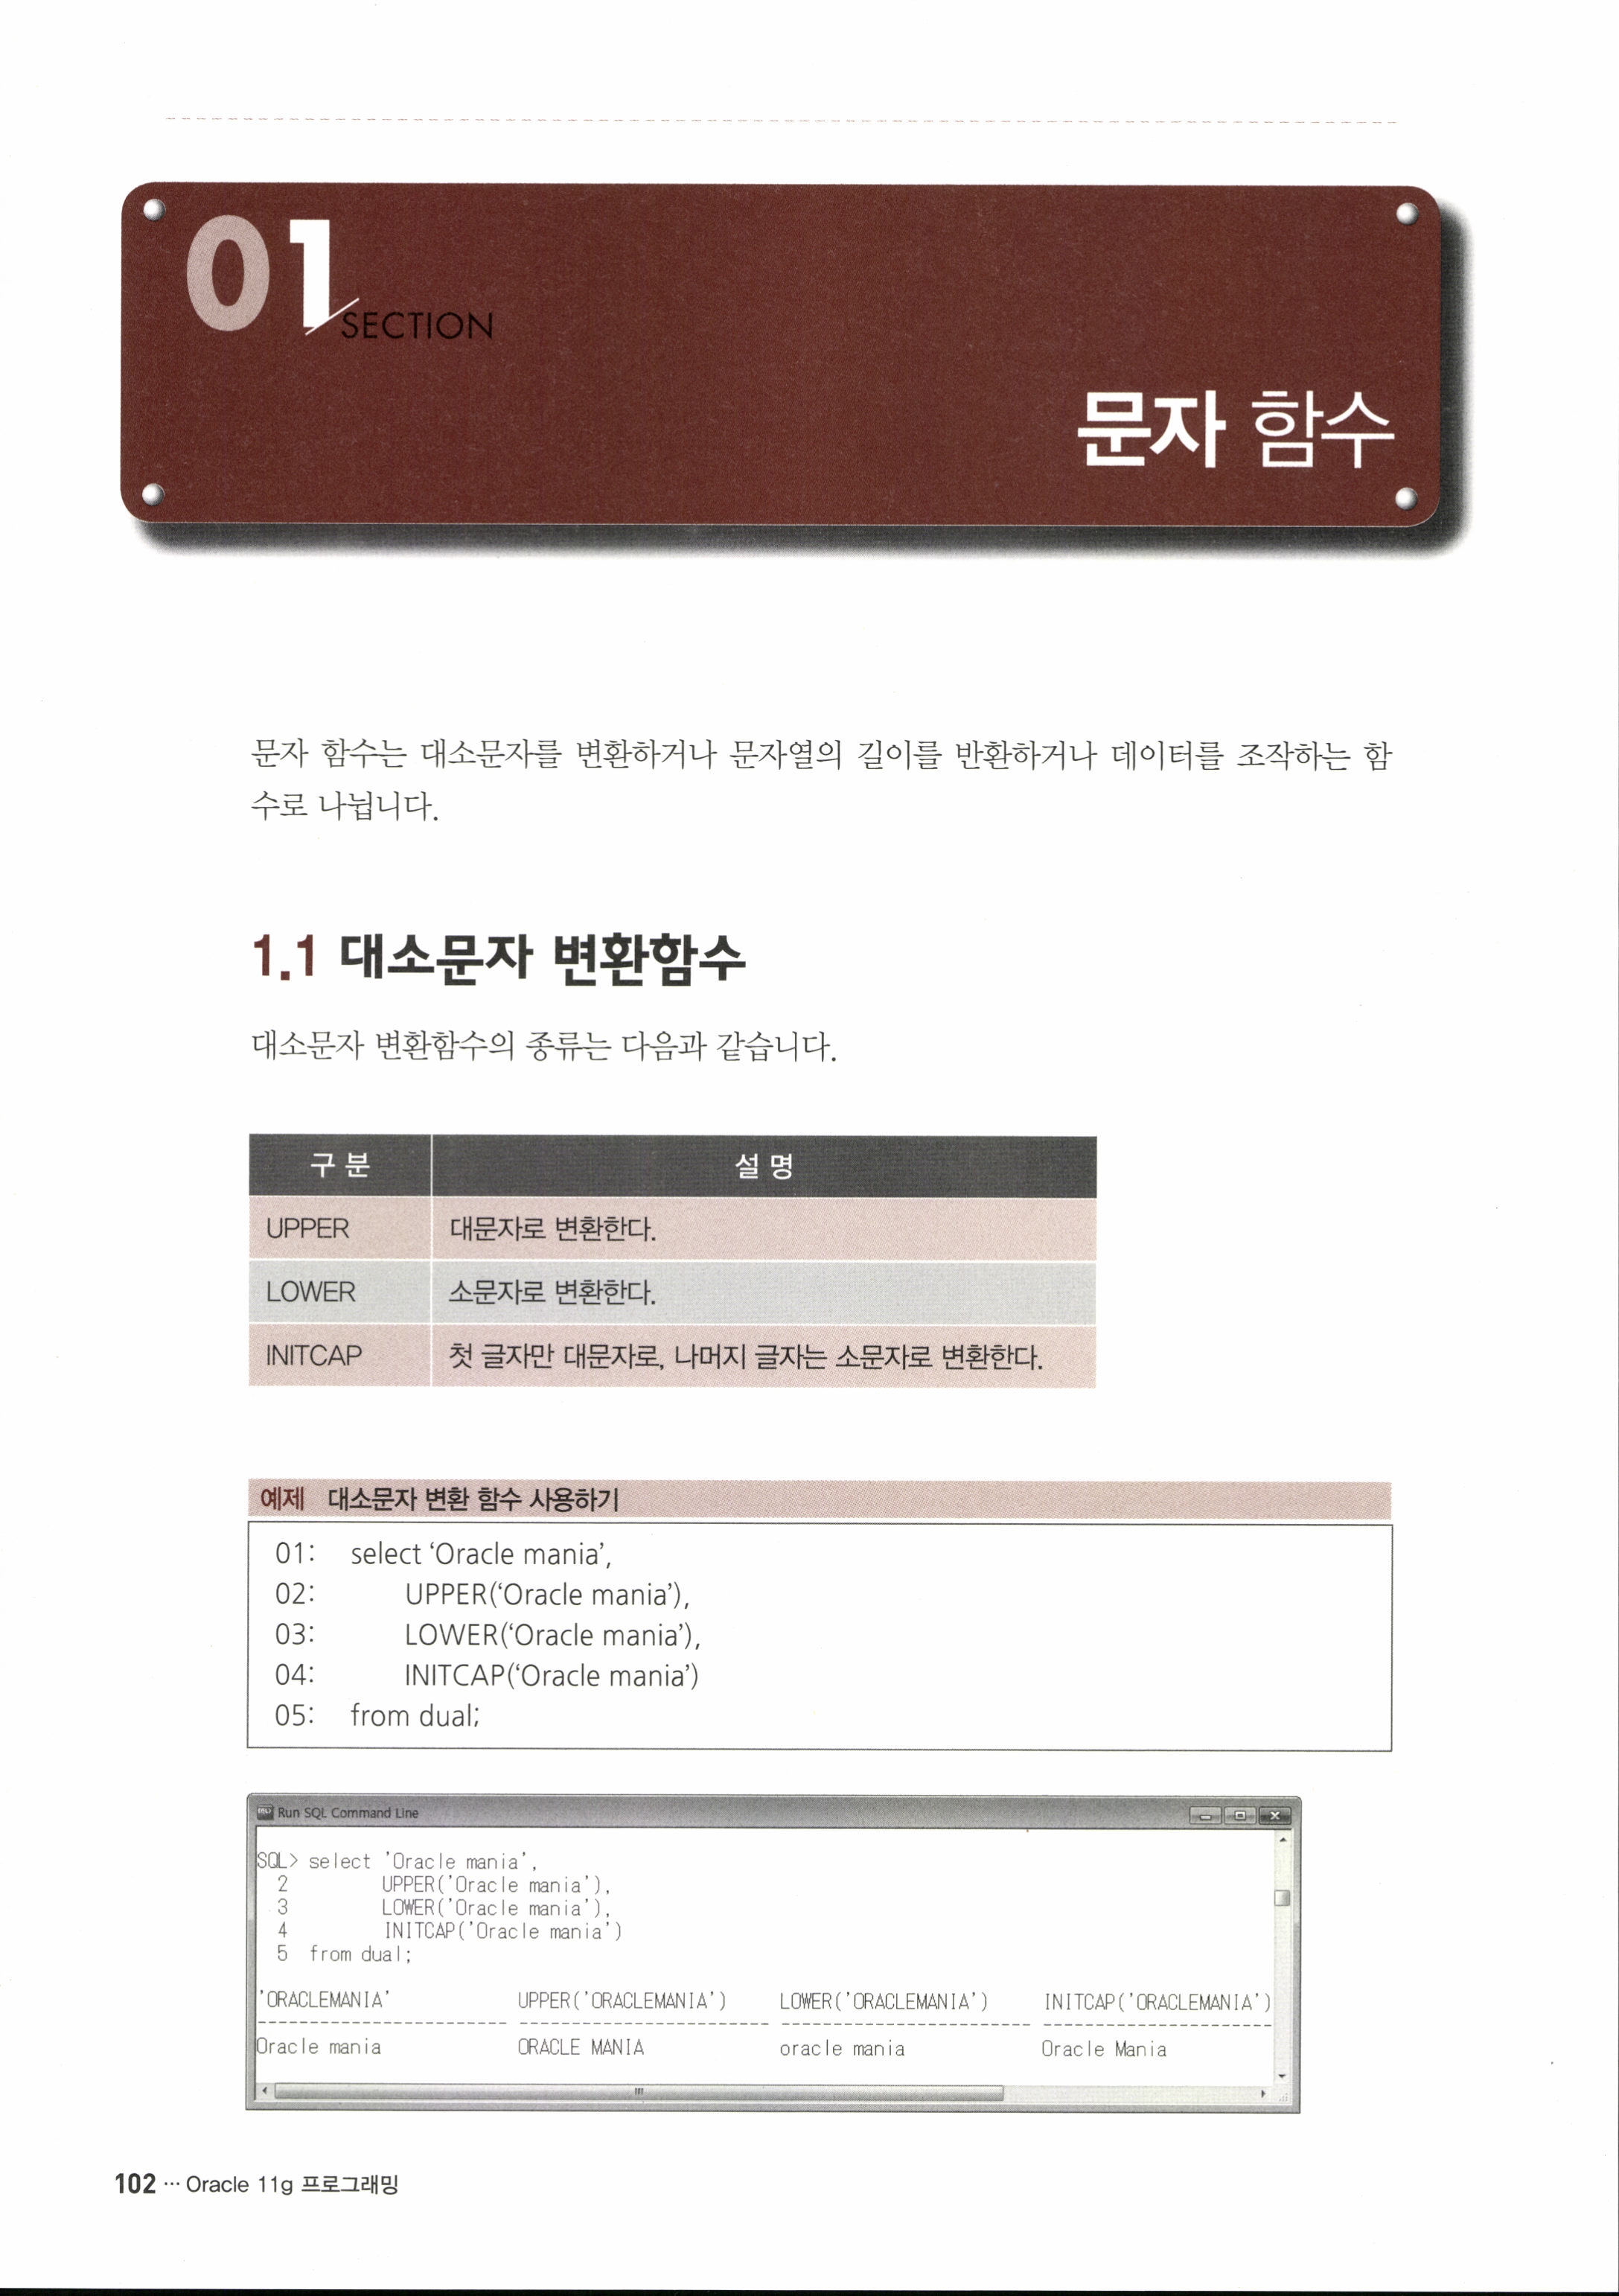 01 SECTION
문자 함수
문자 함수는 대소문자를 변환하거나 문자열의 길이를 반환하거나 데이터를 조작하는 함
수로 나뉩니다.
1.1 대소문자 변환함수
대소문자 변환함수의 종류는 다음과 같습니다.
구 분 설 명
UPPER 대문자로 변환한다.
LOWER 소문자로 변환한다.
INITCAP 첫 글자만 대문자로, 나머지 글자는 소문자로 변환한다.
예제 대소문자 변환 함수 사용하기
01: select ‘Oracle mania’,
02: UPPER(‘Oracle mania’),
03: LOWER(‘Oracle mania’),
04: INITCAP(‘Oracle mania’)
05: from dual;
Run SQL Command Line
SQL> select 'Oracle mania',
2 UPPER('Oracle mania'),
3 LOWER('Oracle mania'),
4 INITCAP('Oracle mania')
5 from dual;
'ORACLEMANIA' UPPER('ORACLEMANIA') LOWER('ORACLEMANIA') INITCAP('ORACLEMANIA')
Oracle mania ORACLE MANIA oracle mania Oracle Mania
102 ··· Oracle 11g 프로그래밍